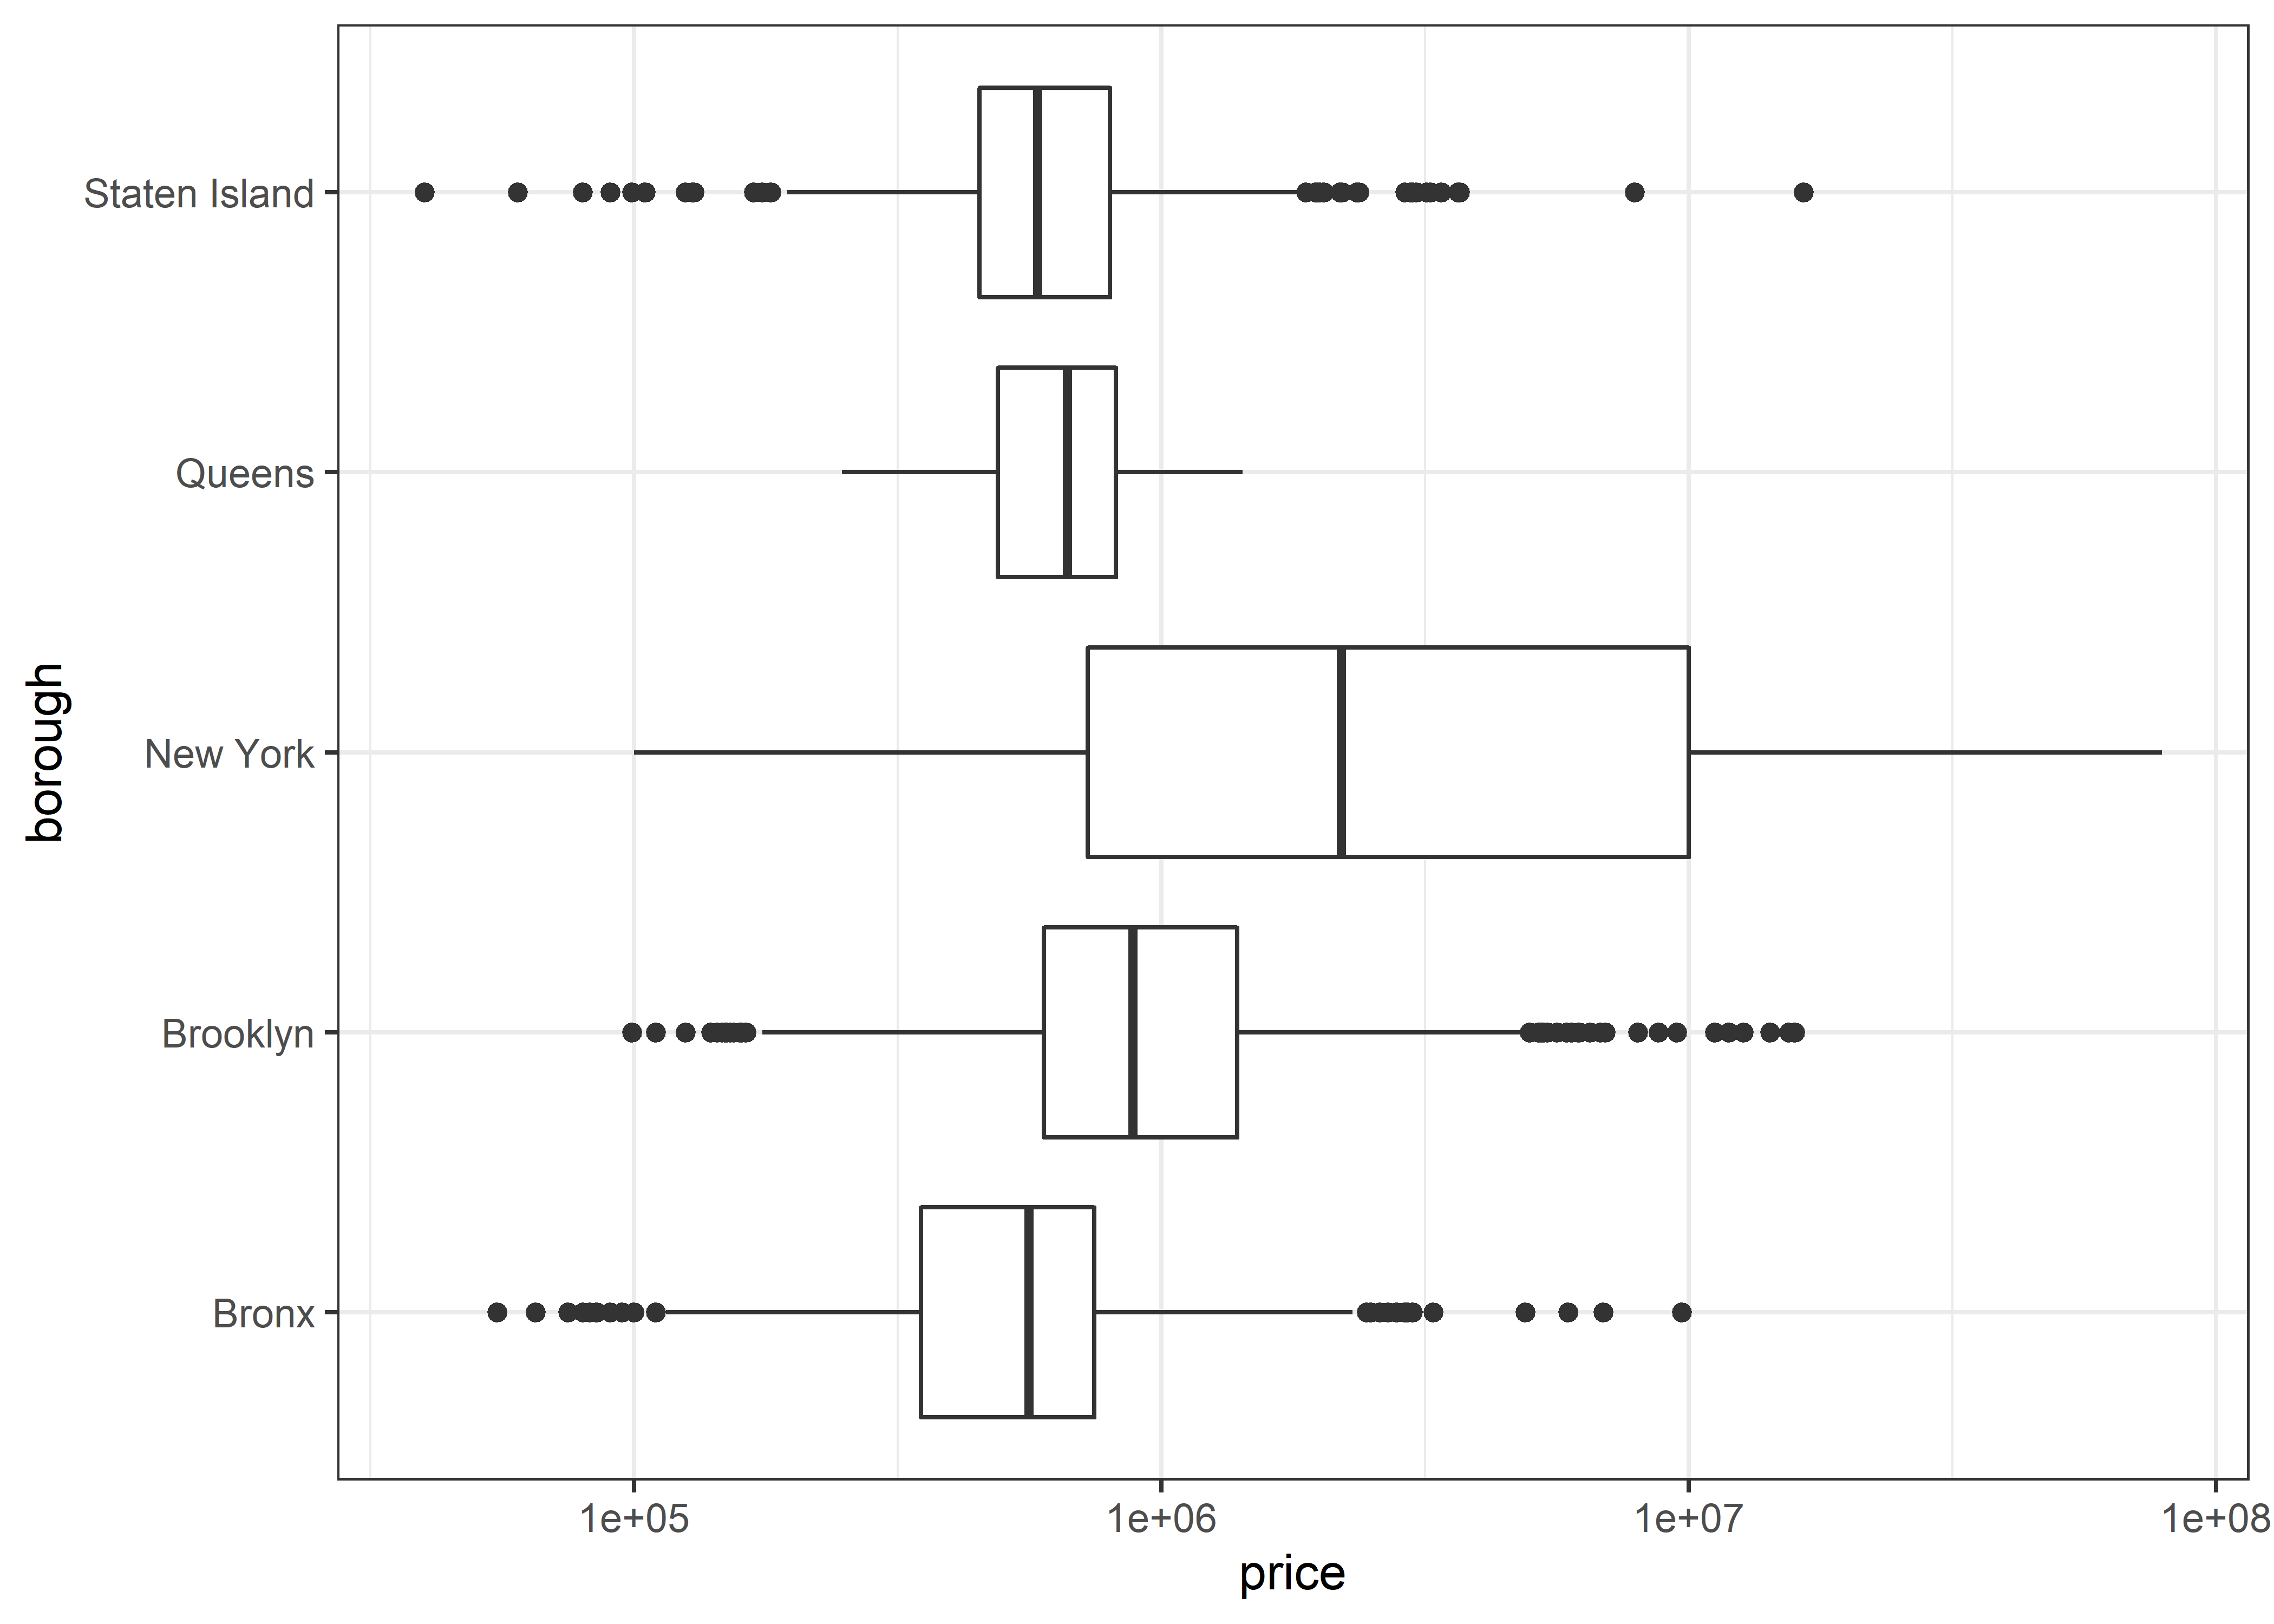 Staten Island
Queens
New York
Brooklyn
Bronx
borough
1e+05 1e+06 1e+07 1e+08
price